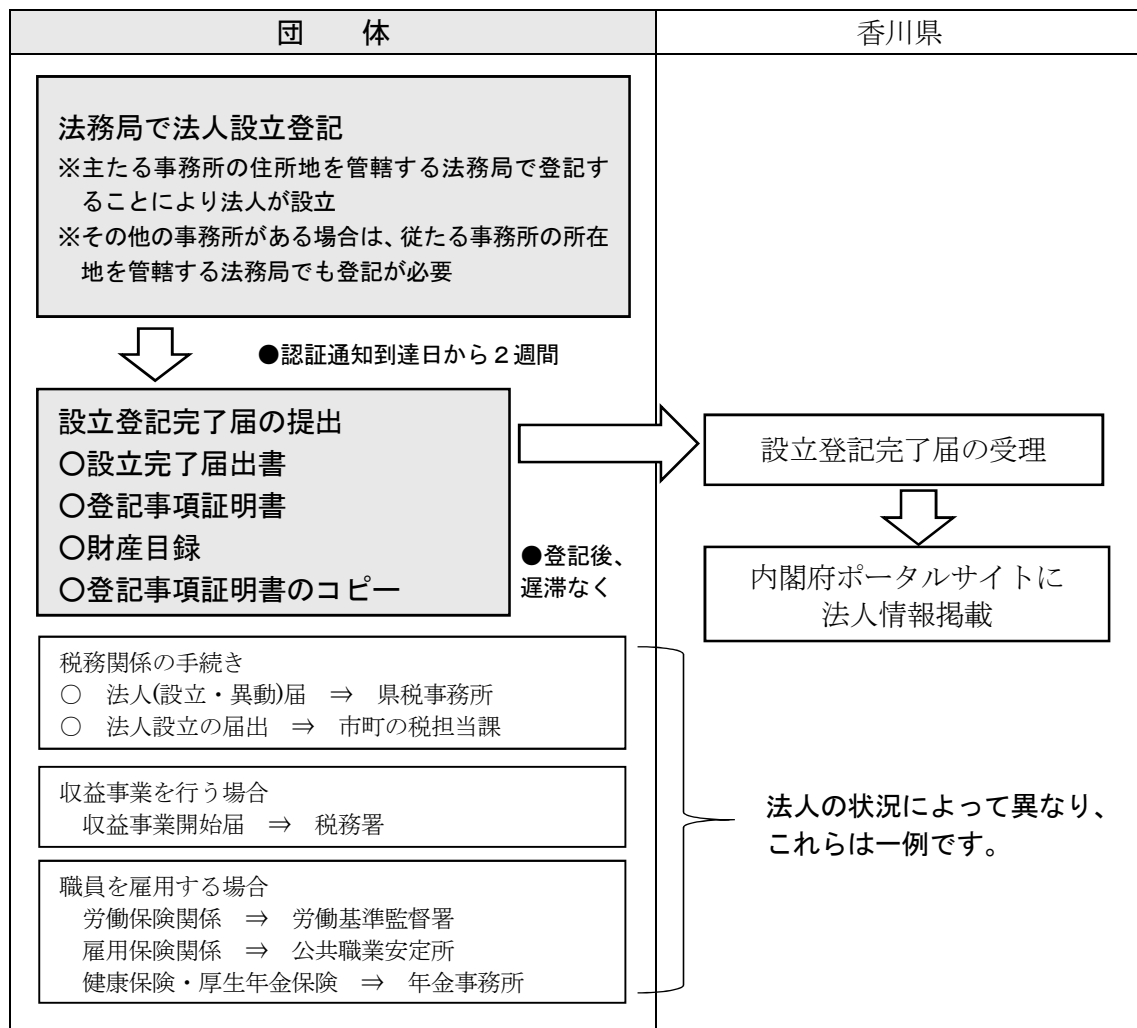 団　体
香川県
法務局で法人設立登記
※主たる事務所の住所地を管轄する法務局で登記す
ることにより法人が設立
※その他の事務所がある場合は、従たる事務所の所在
地を管轄する法務局でも登記が必要
●認証通知到達日から２週間
設立登記完了届の提出
〇設立完了届出書
〇登記事項証明書
〇財産目録
〇登記事項証明書のコピー
●登記後、
遅滞なく
設立登記完了届の受理
内閣府ポータルサイトに
法人情報掲載
税務関係の手続き
○　法人(設立・異動)届　⇒　県税事務所
○　法人設立の届出　⇒　市町の税担当課
収益事業を行う場合
収益事業開始届　⇒　税務署
職員を雇用する場合
労働保険関係　⇒　労働基準監督署
雇用保険関係　⇒　公共職業安定所
健康保険・厚生年金保険　⇒　年金事務所
法人の状況によって異なり、
これらは一例です。